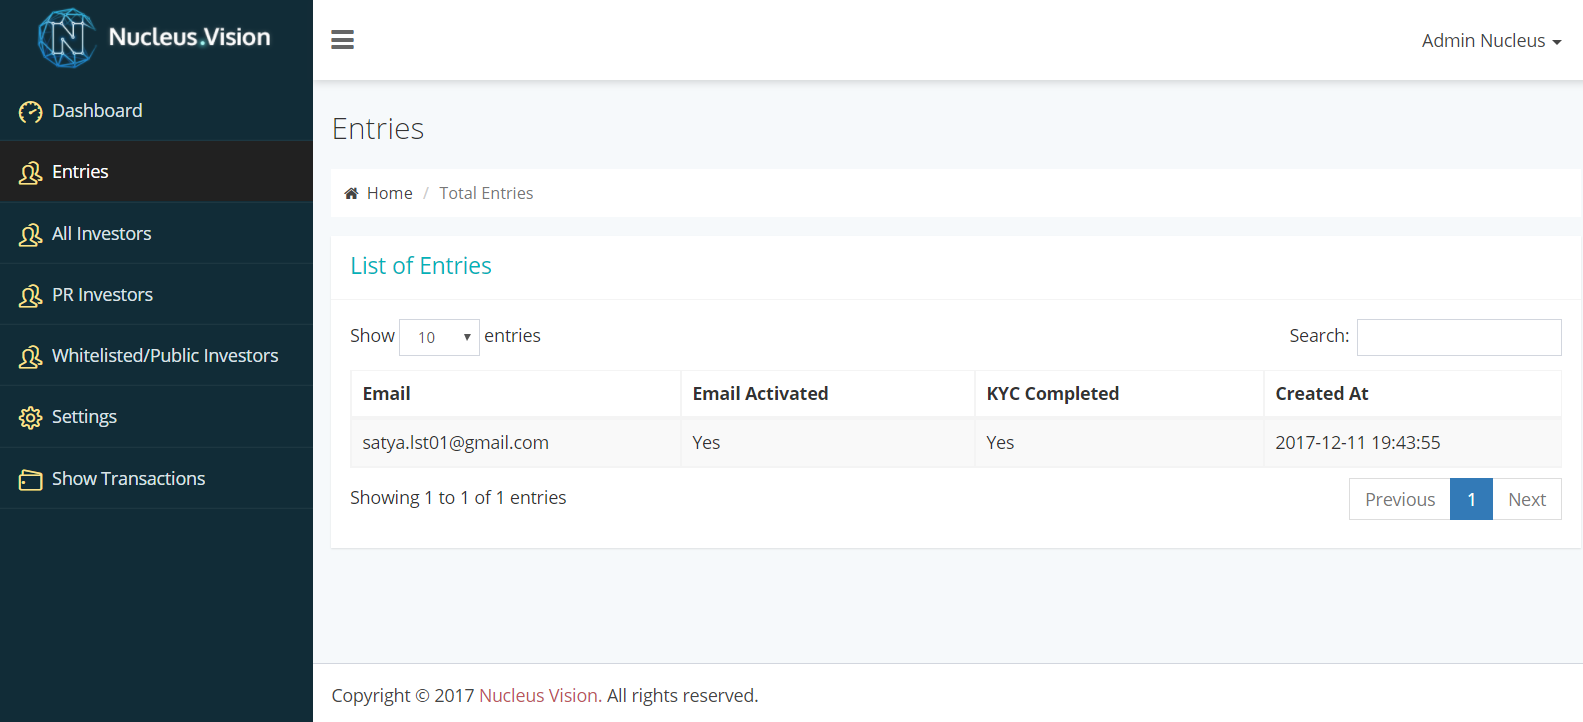 Nucleus.Vision
Admin Nucleus
Dashboard
Entries
All Investors
PR Investors
Whitelisted/Public Investors
Settings
Show Transactions
Entries
Home / Total Entries
List of Entries
Show 10 entries Search:
Email Email Activated KYC Completed Created At
satya.lst01@gmail.com Yes Yes 2017-12-11 19:43:55
Showing 1 to 1 of 1 entries Previous 1 Next
Copyright © 2017 Nucleus Vision. All rights reserved.